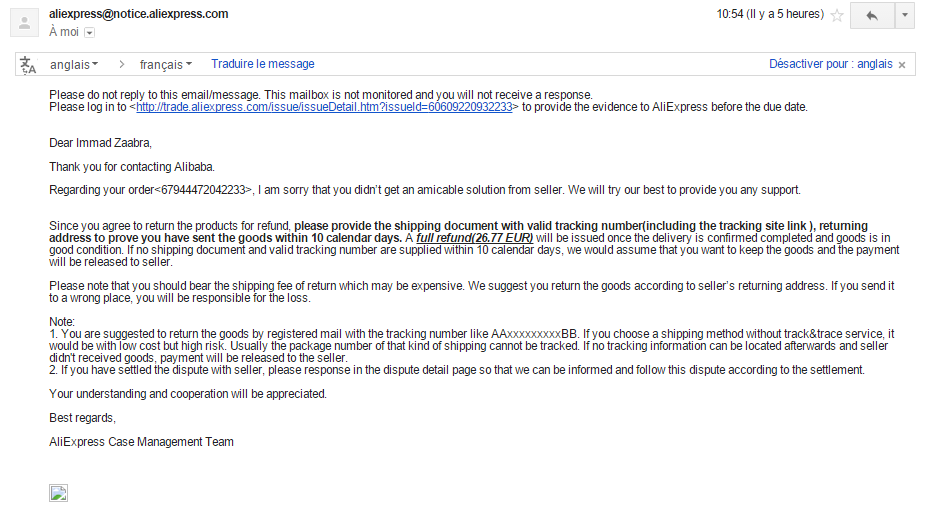 aliexpress@notice.aliexpress.com
10:54 (Il y a 5 heures)
À moi
anglais
français
Traduire le message
Désactiver pour : anglais
Please do not reply to this email/message. This mailbox is not monitored and you will not receive a response.
Please log in to <http://trade.aliexpress.com/issue/issueDetail.htm?issueId=60609220932233> to provide the evidence to AliExpress before the due date.
Dear Immad Zaabra,
Thank you for contacting Alibaba.
Regarding your order<67944472042233>, I am sorry that you didn't get an amicable solution from seller. We will try our best to provide you any support.
Since you agree to return the products for refund, please provide the shipping document with valid tracking number(including the tracking site link ), returning
address to prove you have sent the goods within 10 calendar days. A full refund(26.77 EUR) will be issued once the delivery is confirmed completed and goods is in
good condition. If no shipping document and valid tracking number are supplied within 10 calendar days, we would assume that you want to keep the goods and the payment
will be released to seller.
Please note that you should bear the shipping fee of return which may be expensive. We suggest you return the goods according to seller's returning address. If you send it
to a wrong place, you will be responsible for the loss.
Note:
1. You are suggested to return the goods by registered mail with the tracking number like AAxxxxxxxxxBB. If you choose a shipping method without track&trace service, it
would be with low cost but high risk. Usually the package number of that kind of shipping cannot be tracked. If no tracking information can be located afterwards and seller
didn't received goods, payment will be released to the seller.
2. If you have settled the dispute with seller, please response in the dispute detail page so that we can be informed and follow this dispute according to the settlement.
Your understanding and cooperation will be appreciated.
Best regards,
AliExpress Case Management Team